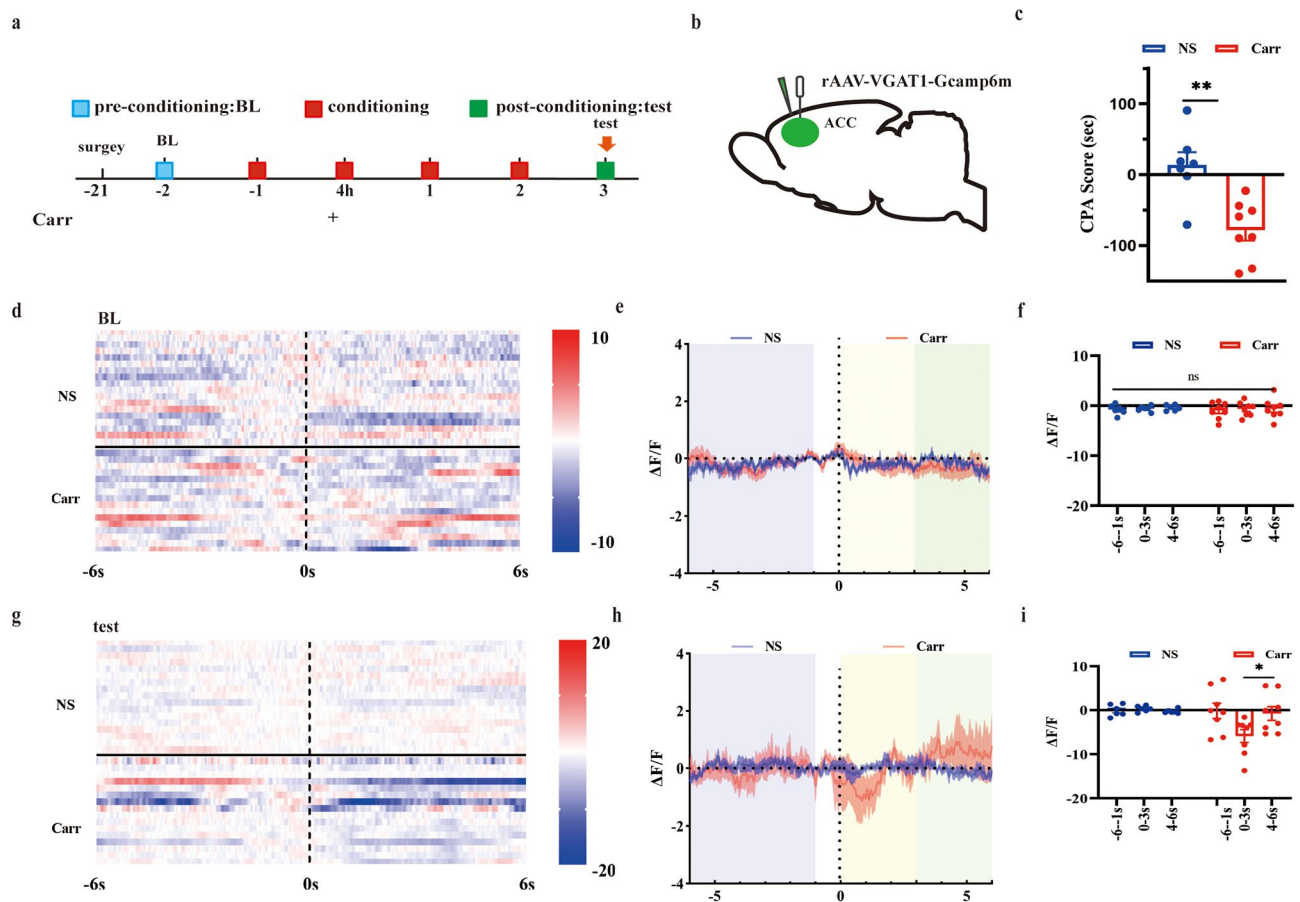 a
pre-conditioning:BL
conditioning
post-conditioning:test
surgey
BL
test
-21
-2
-1
4h
1
2
3
Carr
+
b
rAAV-VGAT1-Gcamp6m
ACC
c
NS
Carr
**
CPA Score (sec)
100
0
-100
d
BL
NS
Carr
-6s
0s
6s
10
-10
e
NS
Carr
ΔF/F
4
2
0
-2
-4
-5
0
5
f
NS
Carr
ns
ΔF/F
10
0
-10
-20
-6--1s
0-3s
4-6s
-6--1s
0-3s
4-6s
g
test
NS
Carr
-6s
0s
6s
20
-20
h
NS
Carr
ΔF/F
4
2
0
-2
-4
-5
0
5
i
NS
Carr
*
ΔF/F
10
0
-10
-20
-6--1s
0-3s
4-6s
-6--1s
0-3s
4-6s